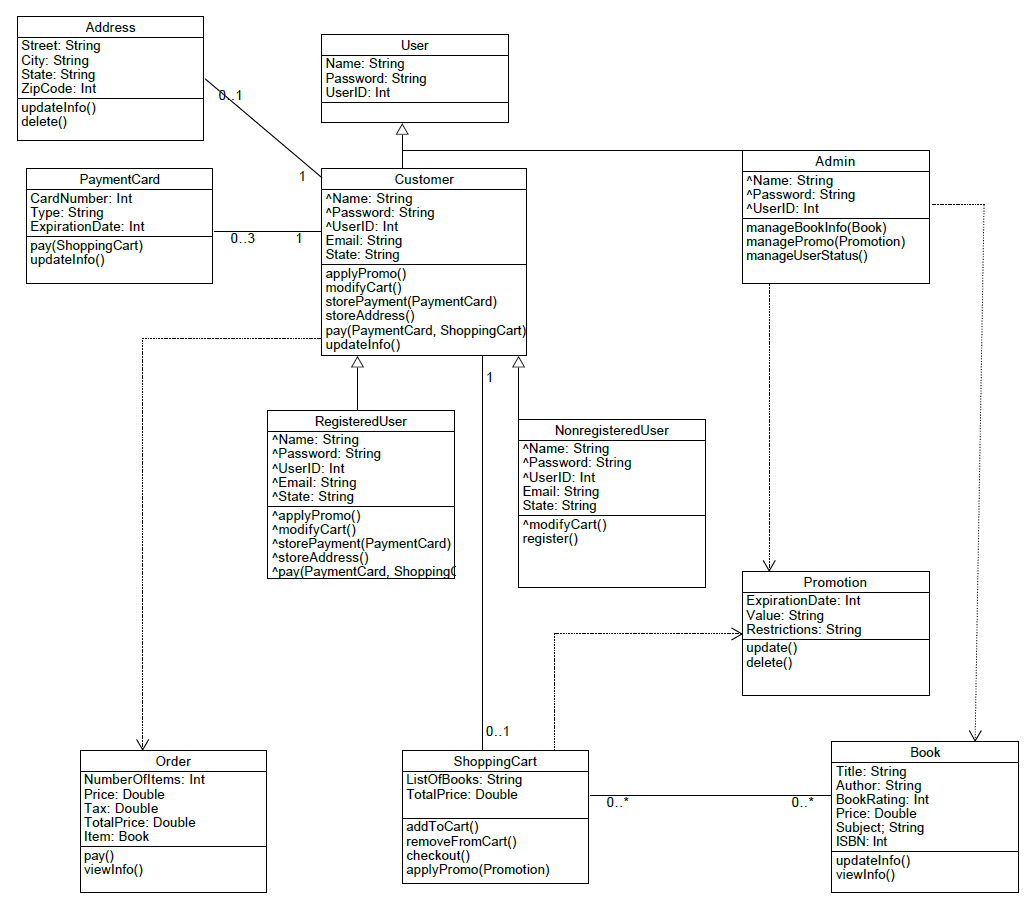 Address
Street: String
City: String
State: String
ZipCode: Int
updateInfo()
delete()
User
Name: String
Password: String
UserID: Int
0..1
1
PaymentCard
CardNumber: Int
Type: String
ExpirationDate: Int
pay(ShoppingCart)
updateInfo()
0..3
1
Customer
^Name: String
^Password: String
^UserID: Int
Email: String
State: String
applyPromo()
modifyCart()
storePayment(PaymentCard)
storeAddress()
pay(PaymentCard, ShoppingCart)
updateInfo()
Admin
^Name: String
^Password: String
^UserID: Int
manageBookInfo(Book)
managePromo(Promotion)
manageUserStatus()
1
RegisteredUser
^Name: String
^Password: String
^UserID: Int
^Email: String
^State: String
^applyPromo()
^modifyCart()
^storePayment(PaymentCard)
^storeAddress()
^pay(PaymentCard, ShoppingC
NonregisteredUser
^Name: String
^Password: String
^UserID: Int
Email: String
State: String
^modifyCart()
register()
Promotion
ExpirationDate: Int
Value: String
Restrictions: String
update()
delete()
0..1
Order
NumberOfItems: Int
Price: Double
Tax: Double
TotalPrice: Double
Item: Book
pay()
viewInfo()
ShoppingCart
ListOfBooks: String
TotalPrice: Double
addToCart()
removeFromCart()
checkout()
applyPromo(Promotion)
0..*
0..*
Book
Title: String
Author: String
BookRating: Int
Price: Double
Subject; String
ISBN: Int
updateInfo()
viewInfo()